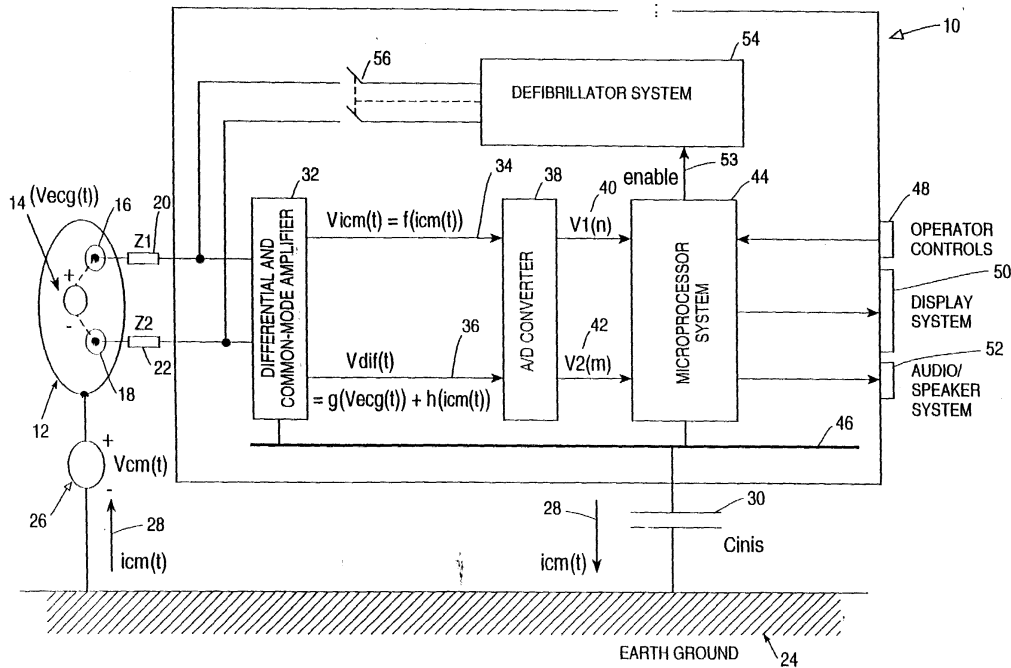 10
54
56
DEFIBRILLATOR SYSTEM
53
enable
32
34
38
40
44
48
(Vecg(t))
14
16
20
Z1
+
-
Z2
18
22
12
DIFFERENTIAL AND
COMMON-MODE AMPLIFIER
Vicm(t) = f(icm(t))
36
Vdif(t)
= g(Vecg(t)) + h(icm(t))
A/D CONVERTER
V1(n)
42
V2(m)
MICROPROCESSOR
SYSTEM
OPERATOR
CONTROLS
50
DISPLAY
SYSTEM
52
AUDIO/
SPEAKER
SYSTEM
46
+
Vcm(t)
-
26
28
icm(t)
28
icm(t)
30
Cinis
EARTH GROUND
24